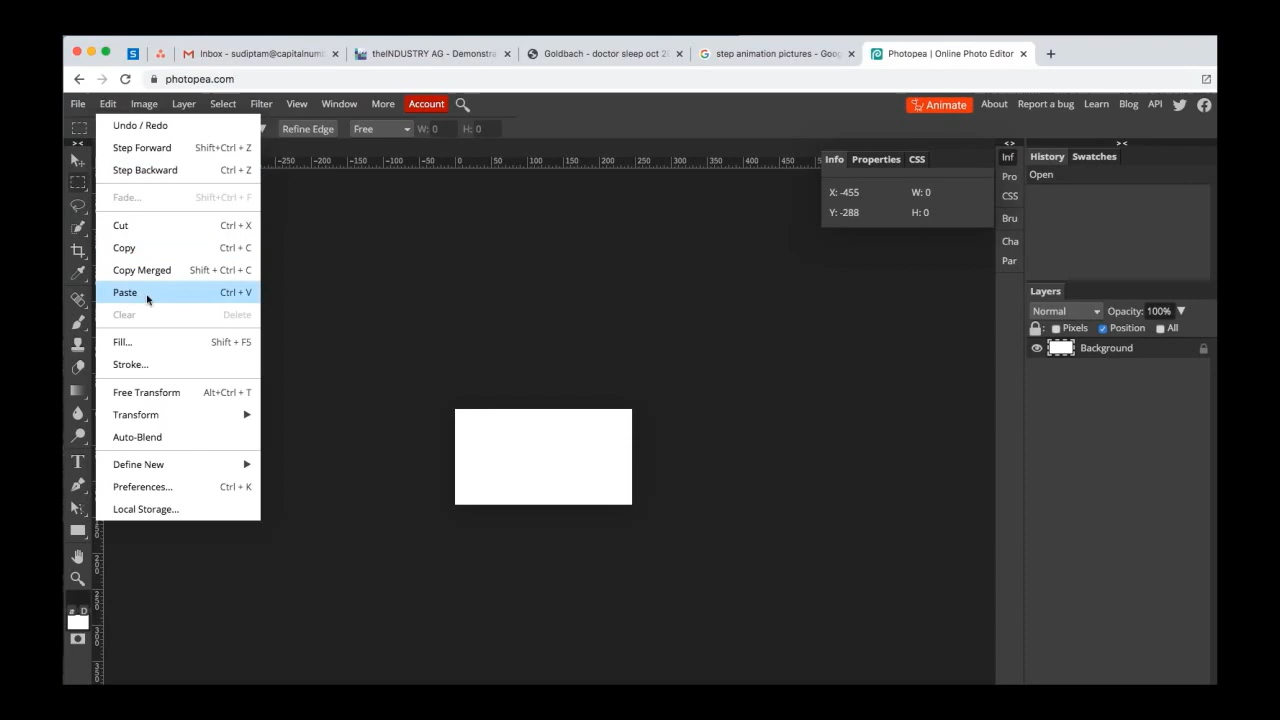 Inbox - sudiptam@capitalnumb
theINDUSTRY AG - Demonstra
Goldbach - doctor sleep oct 2
step animation pictures - Goog
Photopea | Online Photo Editor
photopea.com
File Edit Image Layer Select Filter View Window More Account
Animate About Report a bug Learn Blog API
Refine Edge Free W: 0 H: 0
Undo / Redo
Step Forward Shift+Ctrl + Z
Step Backward Ctrl + Z
Fade... Shift+Ctrl + F
Cut Ctrl + X
Copy Ctrl + C
Copy Merged Shift + Ctrl + C
Paste Ctrl + V
Clear Delete
Fill... Shift + F5
Stroke...
Free Transform Alt+Ctrl + T
Transform
Auto-Blend
Define New
Preferences... Ctrl + K
Local Storage...
-250 -200 -150 -100 -50 0 50 100 150 200 250 300 350 400 450
Info Properties CSS
X: -455 W: 0
Y: -288 H: 0
Inf
Pro
CSS
Bru
Cha
Par
History Swatches
Open
Layers
Normal Opacity: 100%
Pixels Position All
Background